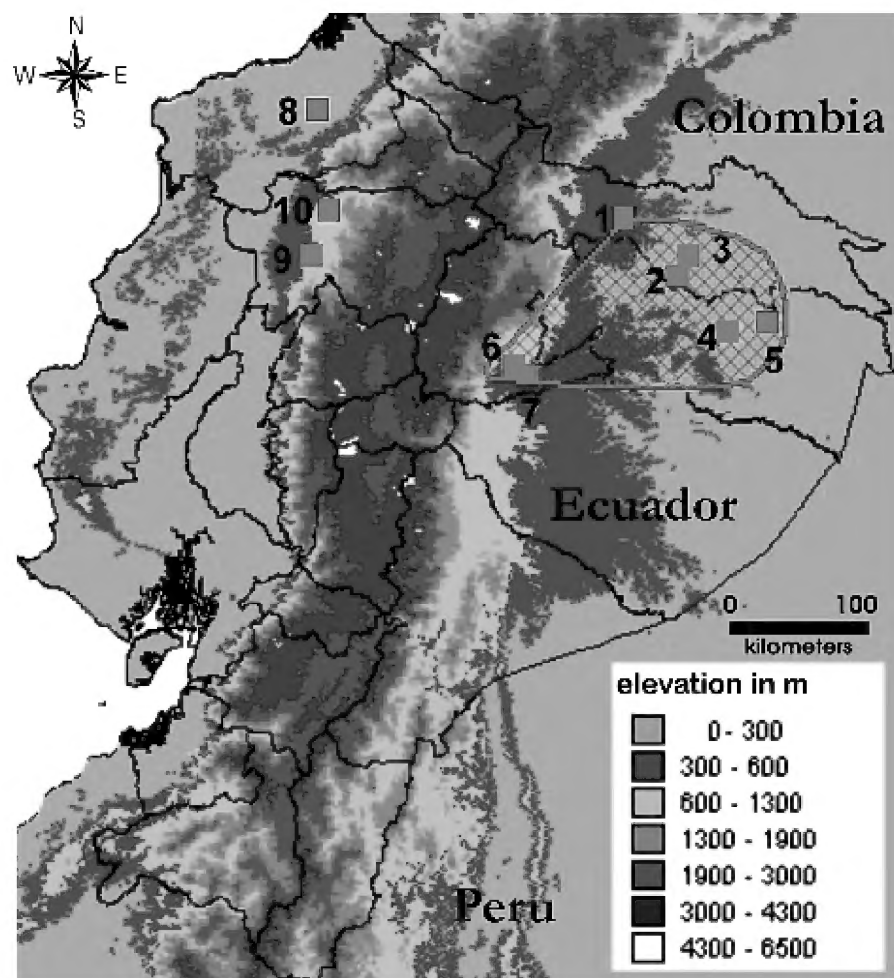 N
W E
S
8
Colombia
10
1
9
3
2
4
5
6
7
Ecuador
0 100
kilometers
elevation in m
0 - 300
300 - 600
600 - 1300
1300 - 1900
1900 - 3000
3000 - 4300
4300 - 6500
Peru